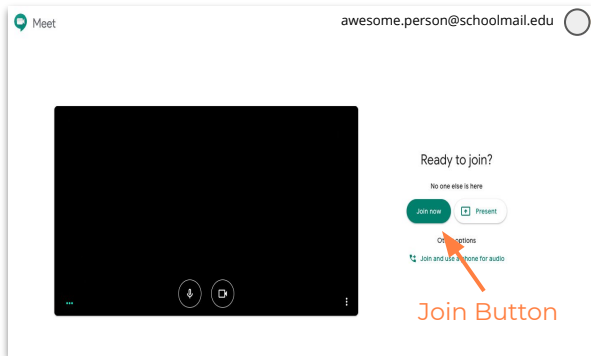 Meet
awesome.person@schoolmail.edu
Ready to join?
No one else is here
Join now
Present
options
Join and use a phone for audio
Join Button